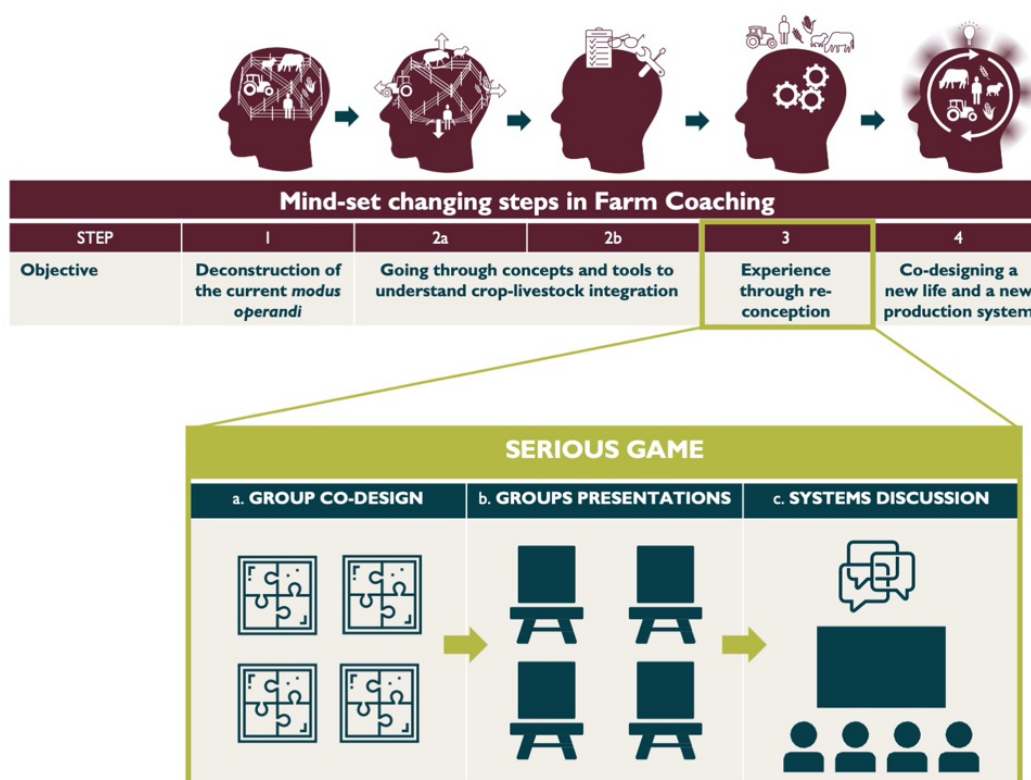 Mind-set changing steps in Farm Coaching
STEP 1 2a 2b 3 4
Objective
Deconstruction of
the current modus
operandi
Going through concepts and tools to
understand crop-livestock integration
Experience
through re-
conception
Co-designing a
new life and a new
production system
SERIOUS GAME
a. GROUP CO-DESIGN
b. GROUPS PRESENTATIONS
c. SYSTEMS DISCUSSION